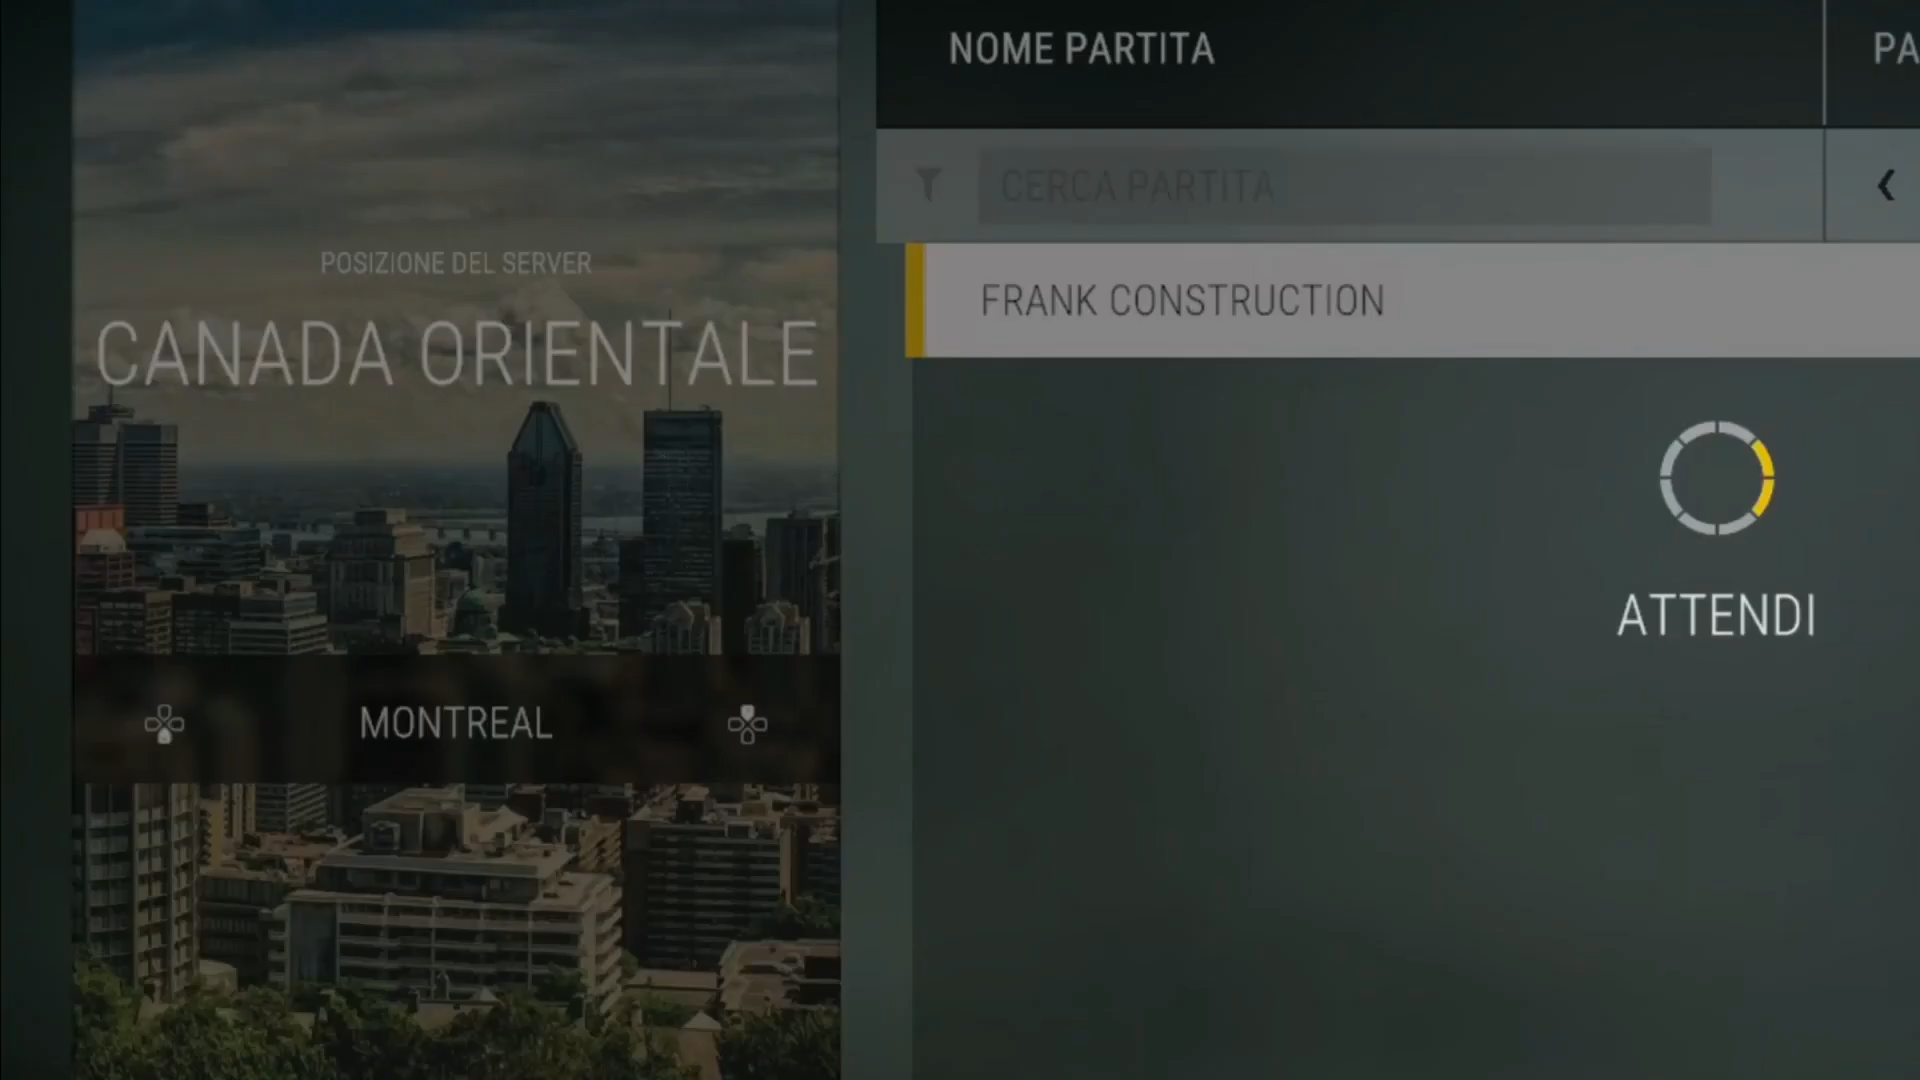 NOME PARTITA
PA
CERCA PARTITA
POSIZIONE DEL SERVER
CANADA ORIENTALE
FRANK CONSTRUCTION
ATTENDI
MONTREAL